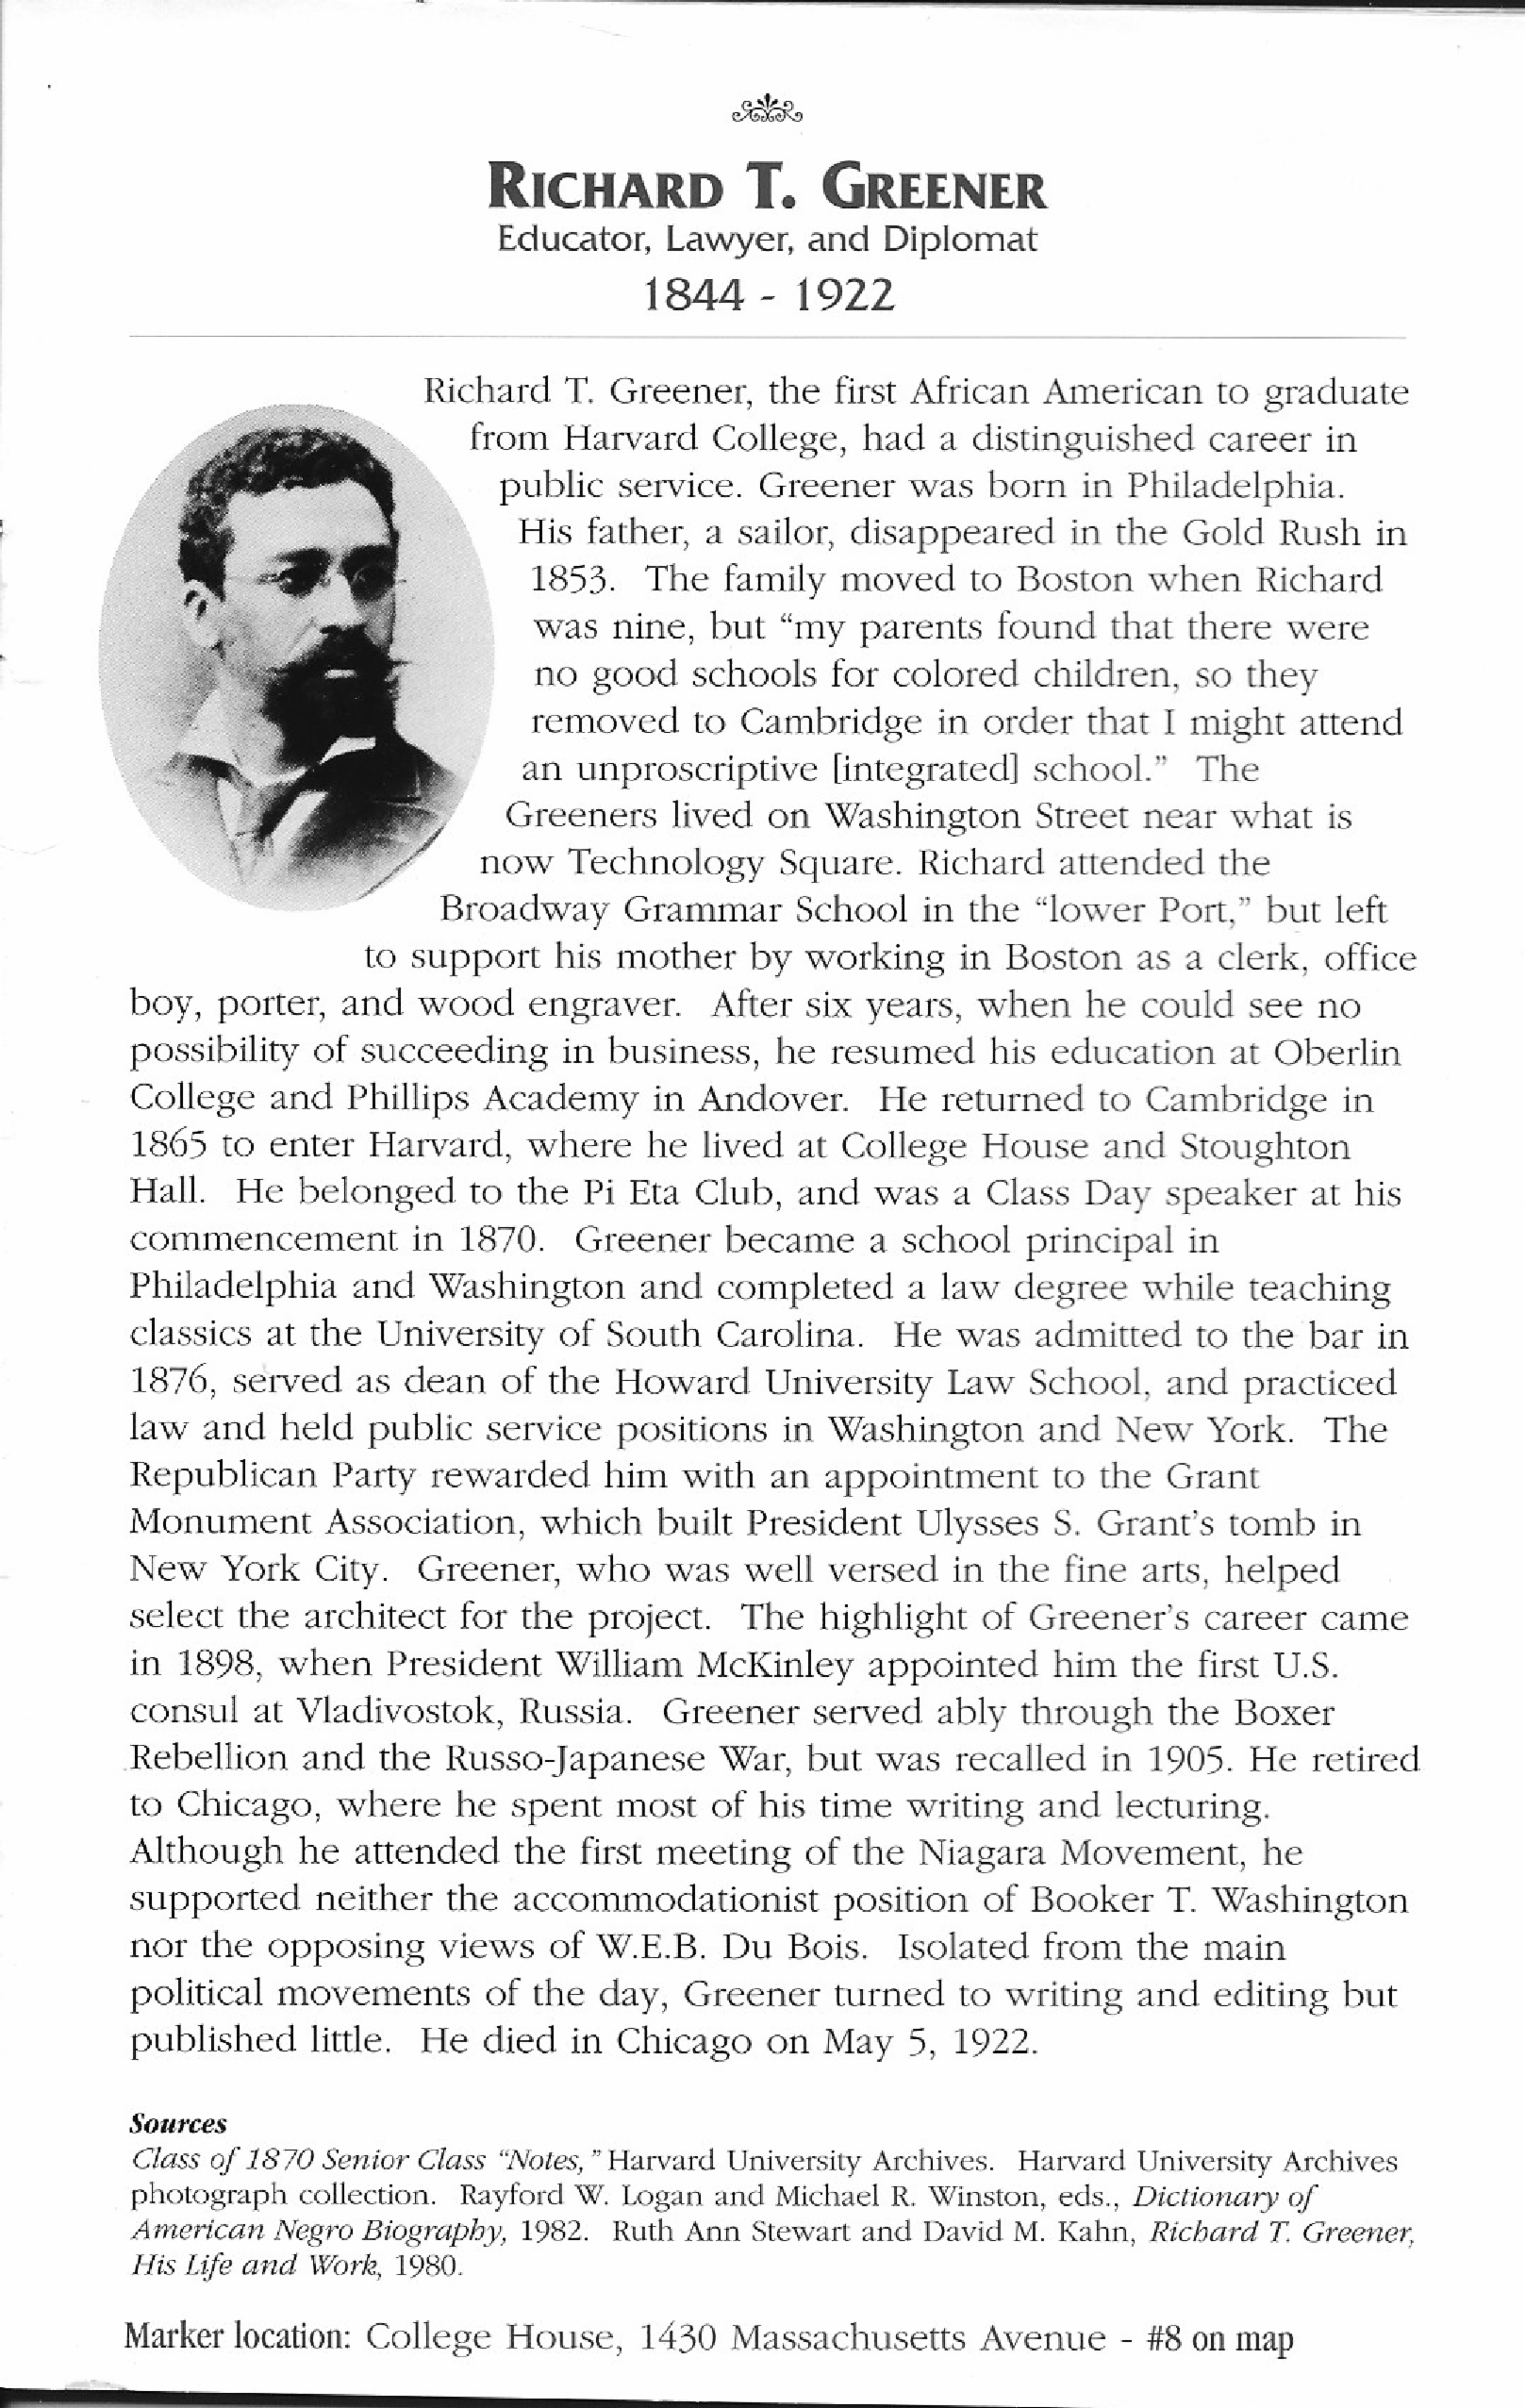 RICHARD T. GREENER
Educator, Lawyer, and Diplomat
1844 - 1922
Richard T. Greener, the first African American to graduate
from Harvard College, had a distinguished career in
public service. Greener was born in Philadelphia.
His father, a sailor, disappeared in the Gold Rush in
1853. The family moved to Boston when Richard
was nine, but “my parents found that there were
no good schools for colored children, so they
removed to Cambridge in order that I might attend
an unproscriptive [integrated] school.” The
Greeners lived on Washington Street near what is
now Technology Square. Richard attended the
Broadway Grammar School in the “lower Port,” but left
to support his mother by working in Boston as a clerk, office
boy, porter, and wood engraver. After six years, when he could see no
possibility of succeeding in business, he resumed his education at Oberlin
College and Phillips Academy in Andover. He returned to Cambridge in
1865 to enter Harvard, where he lived at College House and Stoughton
Hall. He belonged to the Pi Eta Club, and was a Class Day speaker at his
commencement in 1870. Greener became a school principal in
Philadelphia and Washington and completed a law degree while teaching
classics at the University of South Carolina. He was admitted to the bar in
1876, served as dean of the Howard University Law School, and practiced
law and held public service positions in Washington and New York. The
Republican Party rewarded him with an appointment to the Grant
Monument Association, which built President Ulysses S. Grant’s tomb in
New York City. Greener, who was well versed in the fine arts, helped
select the architect for the project. The highlight of Greener’s career came
in 1898, when President William McKinley appointed him the first U.S.
consul at Vladivostok, Russia. Greener served ably through the Boxer
Rebellion and the Russo-Japanese War, but was recalled in 1905. He retired
to Chicago, where he spent most of his time writing and lecturing.
Although he attended the first meeting of the Niagara Movement, he
supported neither the accommodationist position of Booker T. Washington
nor the opposing views of W.E.B. Du Bois. Isolated from the main
political movements of the day, Greener turned to writing and editing but
published little. He died in Chicago on May 5, 1922.
Sources
Class of 1870 Senior Class “Notes,” Harvard University Archives. Harvard University Archives
photograph collection. Rayford W. Logan and Michael R. Winston, eds., Dictionary of
American Negro Biography, 1982. Ruth Ann Stewart and David M. Kahn, Richard T. Greener,
His Life and Work, 1980.
Marker location: College House, 1430 Massachusetts Avenue - #8 on map